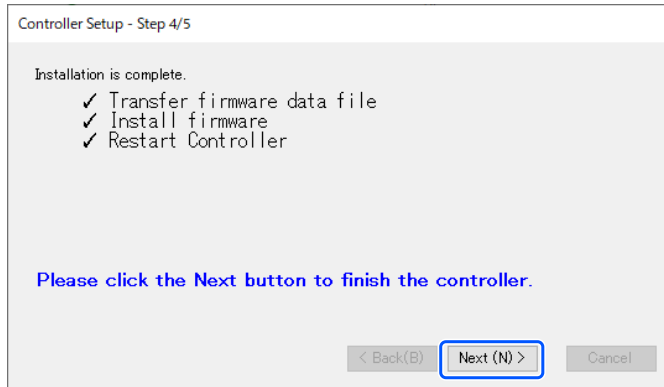 Controller Setup - Step 4/5
Installation is complete.
✓ Transfer firmware data file
✓ Install firmware
✓ Restart Controller
Please click the Next button to finish the controller.
< Back(B) Next (N) > Cancel